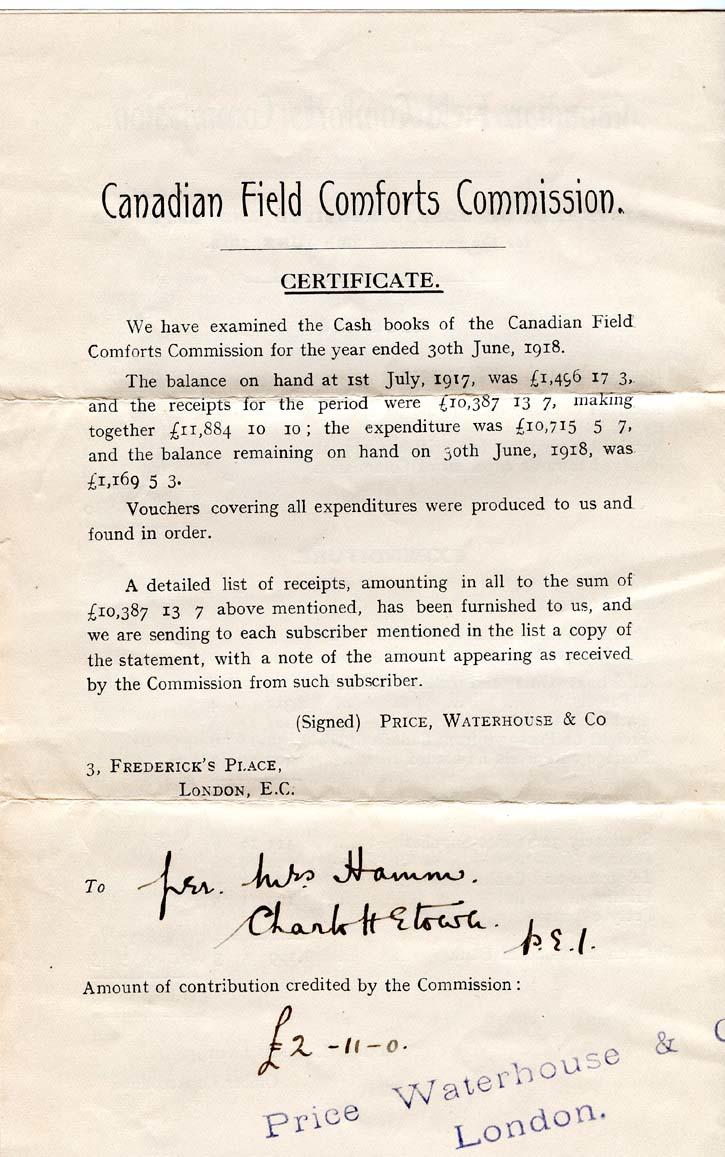 Canadian Field Comforts Commission.
CERTIFICATE.
We have examined the Cash books of the Canadian Field
Comforts Commission for the year ended 30th June, 1918.
The balance on hand at 1st July, 1917, was £1,496 17 3,
and the receipts for the period were £10,387 13 7, making
together £11,884 10 10; the expenditure was £10,715 5 7,
and the balance remaining on hand on 30th June, 1918, was
£1,169 5 3.
Vouchers covering all expenditures were produced to us and
found in order.
A detailed list of receipts, amounting in all to the sum of
£10,387 13 7 above mentioned, has been furnished to us, and
we are sending to each subscriber mentioned in the list a copy of
the statement, with a note of the amount appearing as received
by the Commission from such subscriber.
(Signed) PRICE, WATERHOUSE & CO
3, FREDERICK'S PLACE,
LONDON, E.C.
To per. Mrs Hamm.
CharlottEtown.
P.E.I.
Amount of contribution credited by the Commission:
£2-11-0.
Price Waterhouse & C
London.